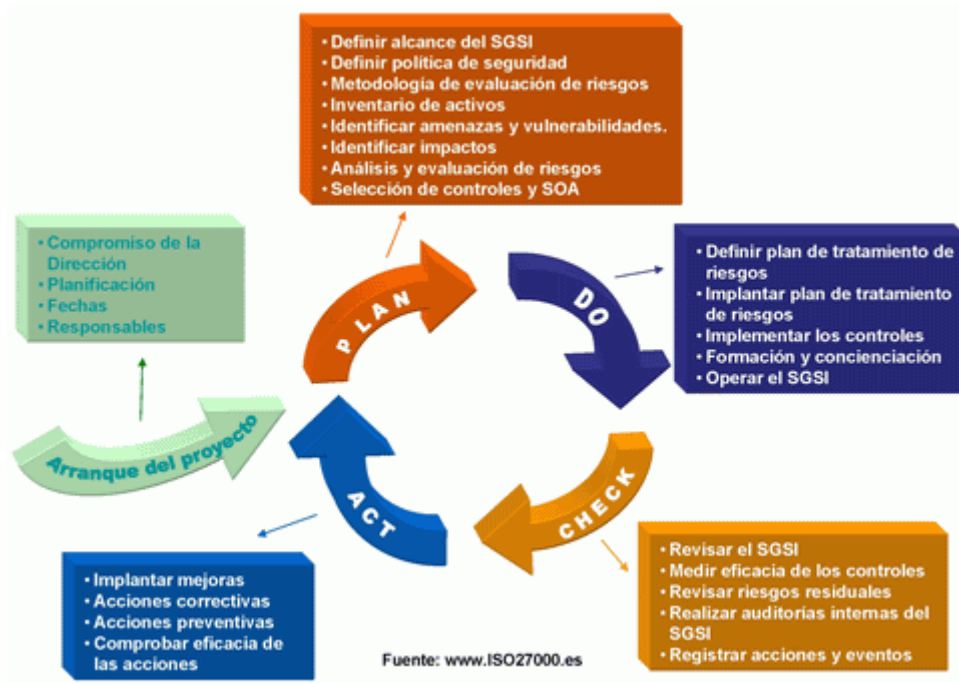 • Definir alcance del SGSI
• Definir política de seguridad
• Metodología de evaluación de riesgos
• Inventario de activos
• Identificar amenazas y vulnerabilidades.
• Identificar impactos
• Análisis y evaluación de riesgos
• Selección de controles y SOA
• Compromiso de la
Dirección
• Planificación
• Fechas
• Responsables
Arranque del proyecto
PLAN
DO
• Definir plan de tratamiento de
riesgos
• Implantar plan de tratamiento
de riesgos
• Implementar los controles
• Formación y concienciación
• Operar el SGSI
CHECK
• Revisar el SGSI
• Medir eficacia de los controles
• Revisar riesgos residuales
• Realizar auditorías internas del
SGSI
• Registrar acciones y eventos
ACT
• Implantar mejoras
• Acciones correctivas
• Acciones preventivas
• Comprobar eficacia de
las acciones
Fuente: www.ISO27000.es